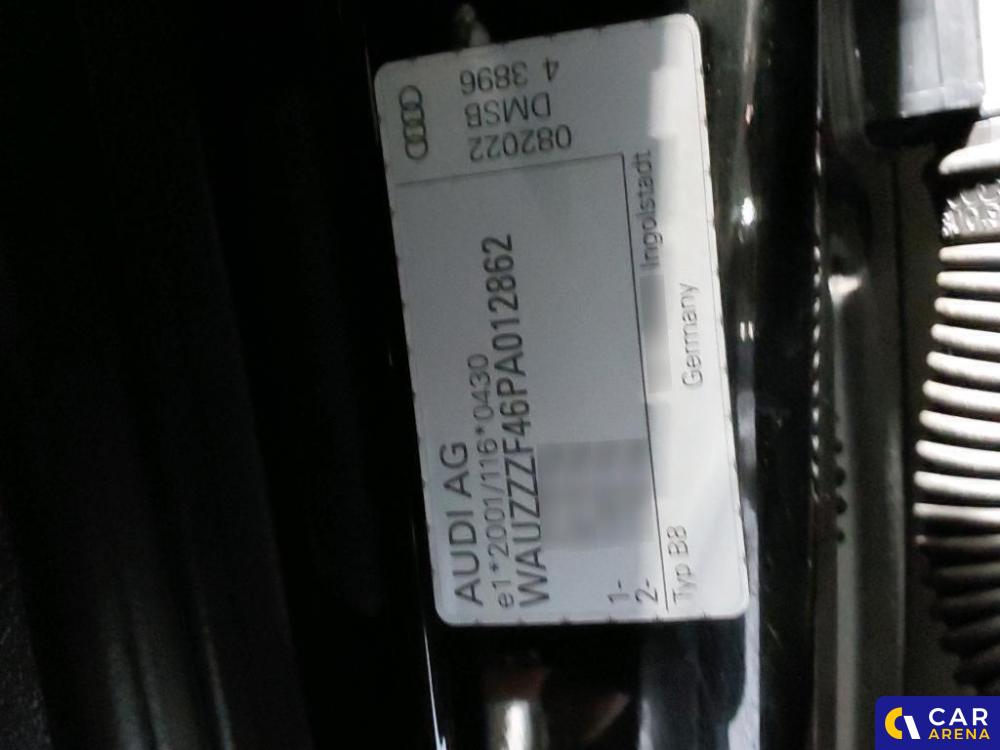 AUDI AG
e1*2001/116*0430
WAUZZZF46PA012862
1-
2-
Typ B8
Ingolstadt
Germany
082022
DMSB
4 3896
CAR
ARENA